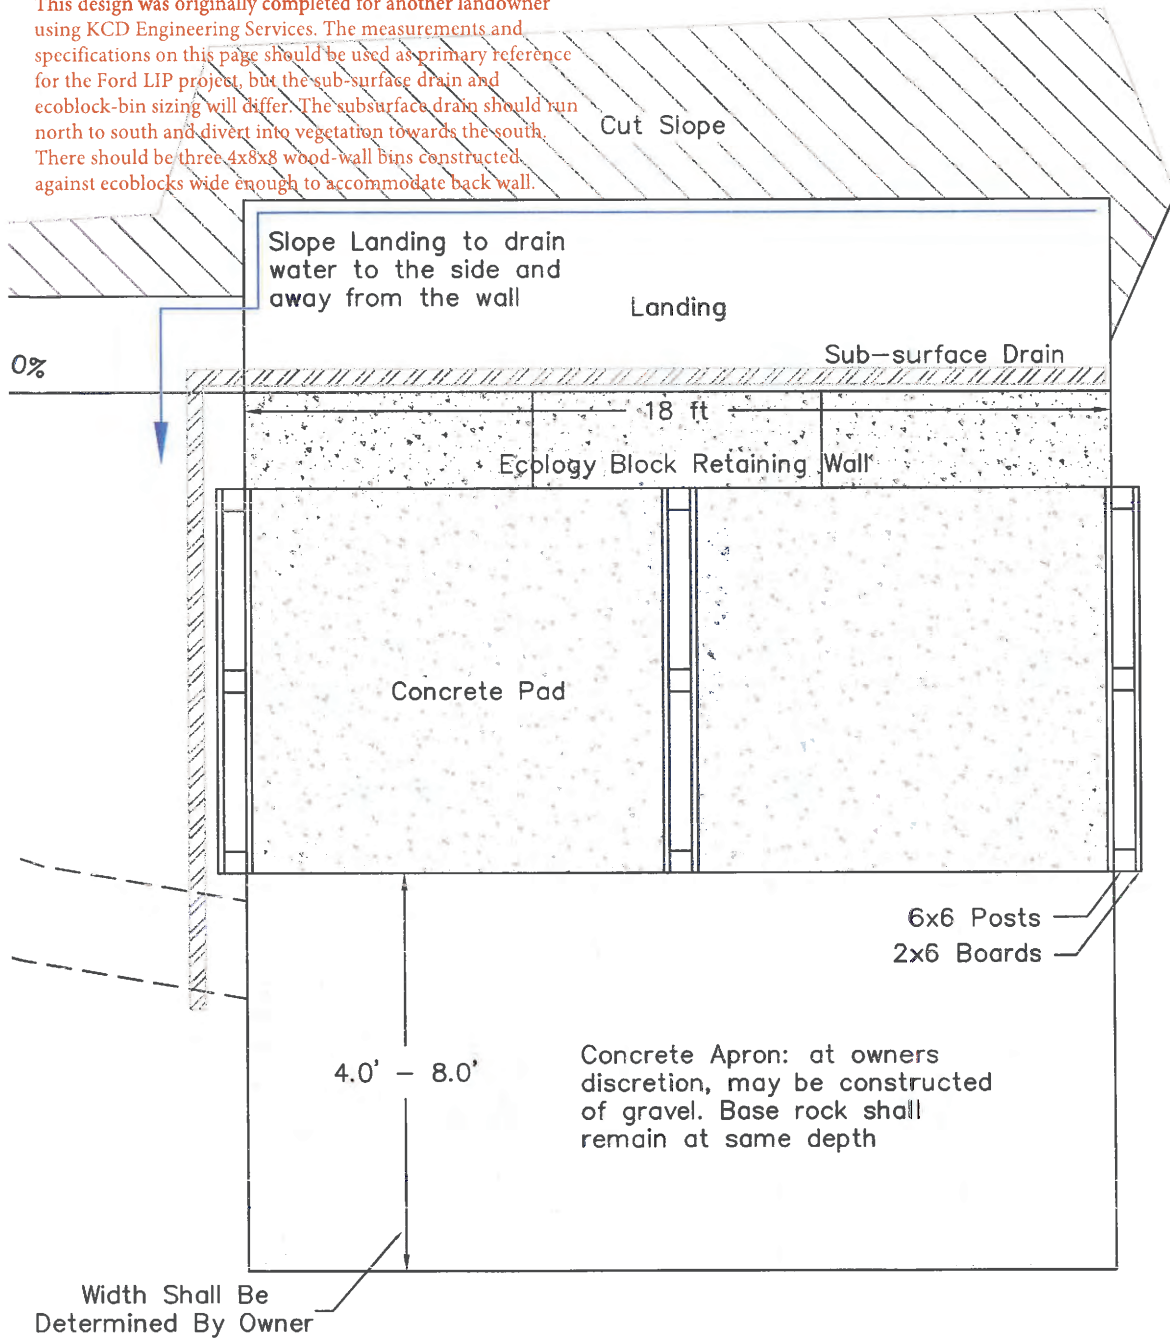 This design was originally completed for another landowner
using KCD Engineering Services. The measurements and
specifications on this page should be used as primary reference
for the Ford LIP project, but the sub-surface drain and
ecoblock-bin sizing will differ. The subsurface drain should run
north to south and divert into vegetation towards the south.
There should be three 4x8x8 wood-wall bins constructed
against ecoblocks wide enough to accommodate back wall.
Cut Slope
Slope Landing to drain
water to the side and
away from the wall
Landing
0%
Sub-surface Drain
18 ft
Ecology Block Retaining Wall
Concrete Pad
6x6 Posts
2x6 Boards
4.0' - 8.0'
Concrete Apron: at owners
discretion, may be constructed
of gravel. Base rock shall
remain at same depth
Width Shall Be
Determined By Owner